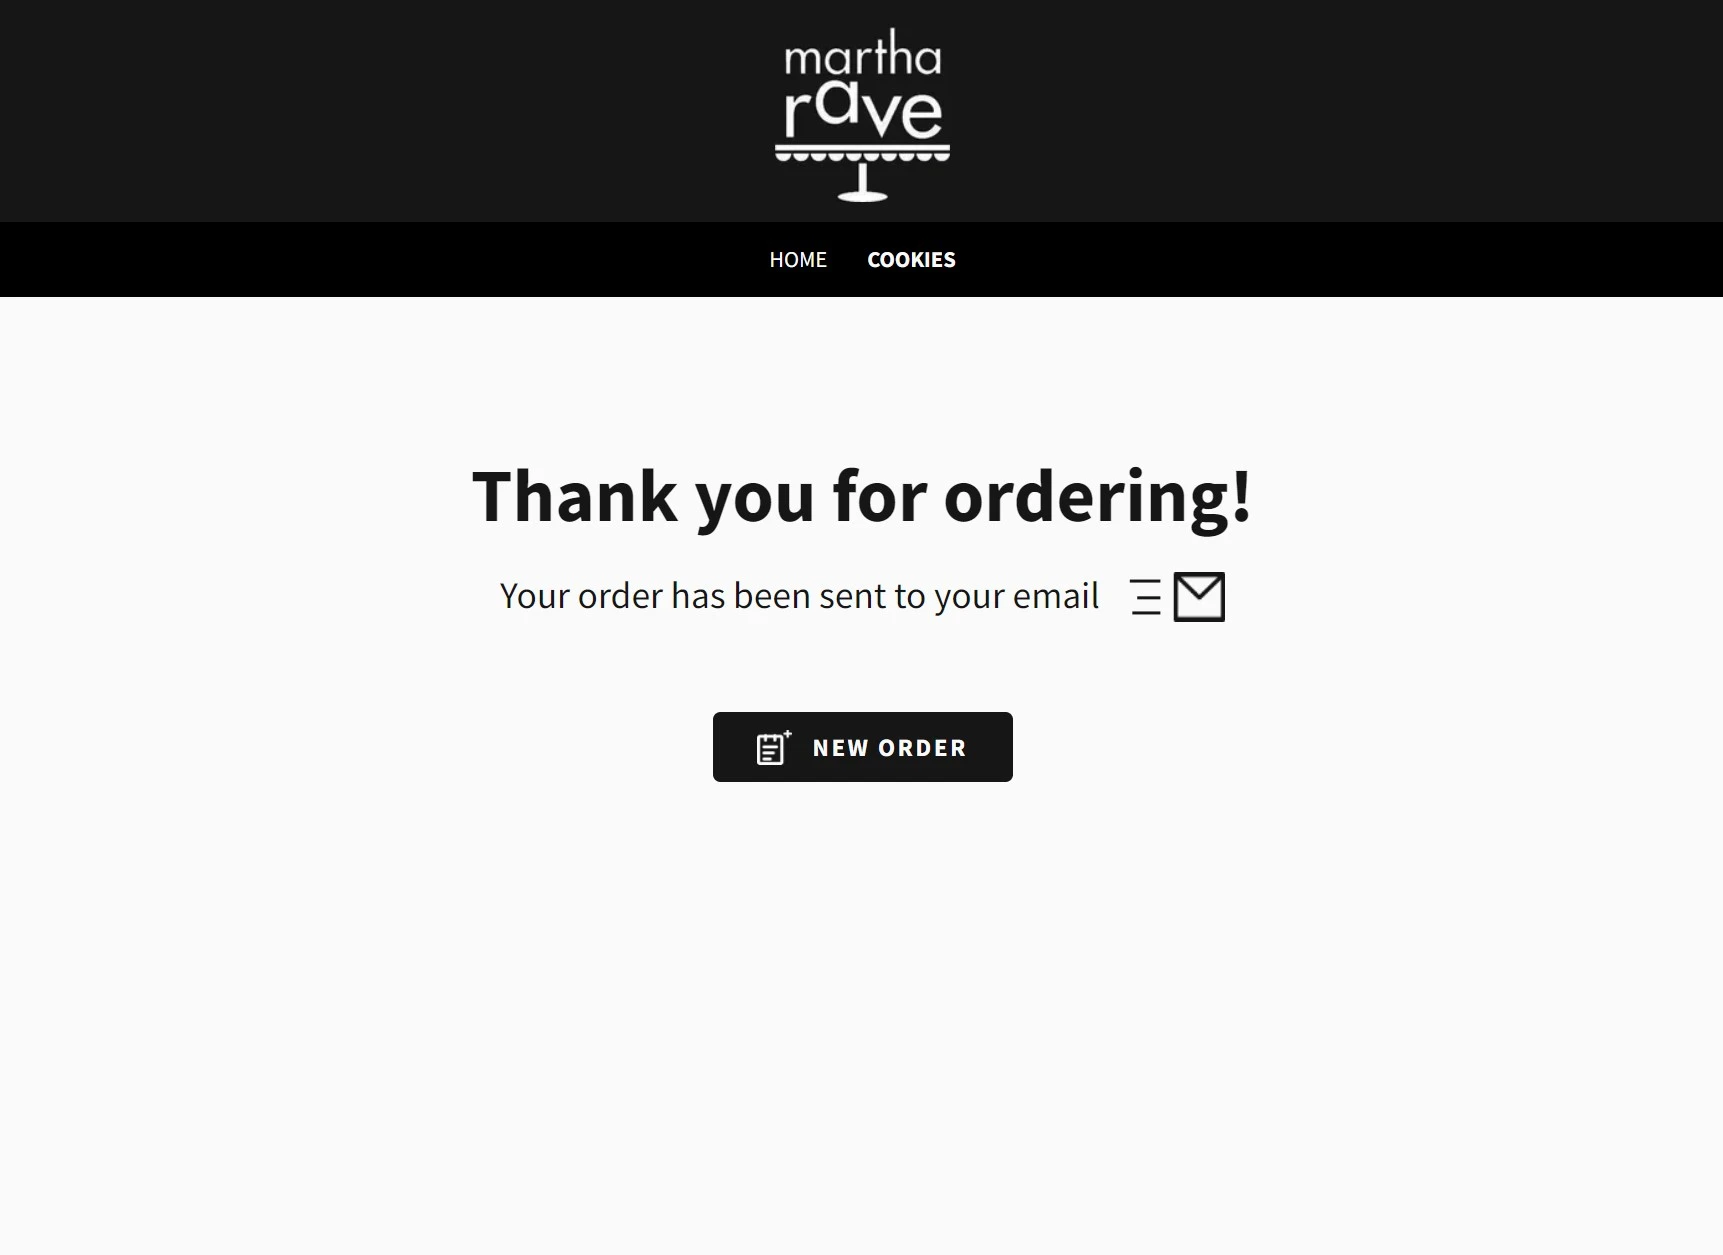 martha
rave
HOME COOKIES
Thank you for ordering!
Your order has been sent to your email
NEW ORDER